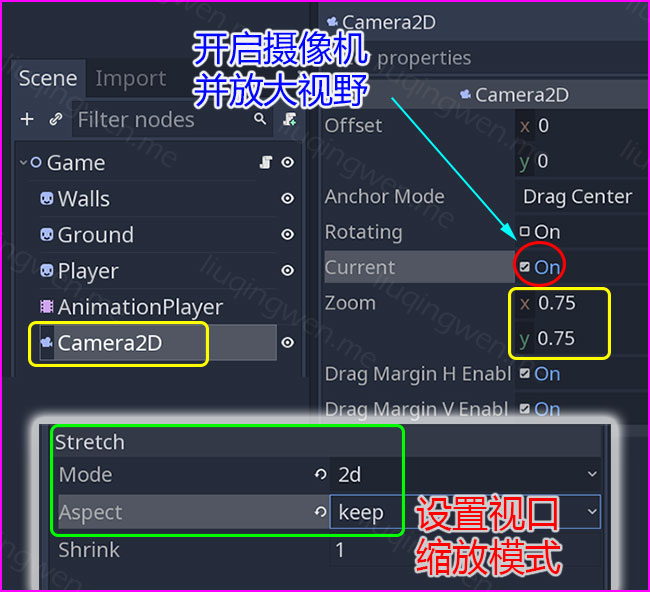 Camera2D
开启摄像机
并放大视野
properties
Scene
Import
Filter nodes
Camera2D
Offset
x 0
y 0
Game
Walls
Ground
Player
AnimationPlayer
Camera2D
Anchor Mode
Drag Center
Rotating
On
Current
On
Zoom
x 0.75
y 0.75
Drag Margin H Enabl
On
Drag Margin V Enabl
On
Stretch
Mode
2d
Aspect
keep
Shrink
1
设置视口
缩放模式
liuqingwen.me